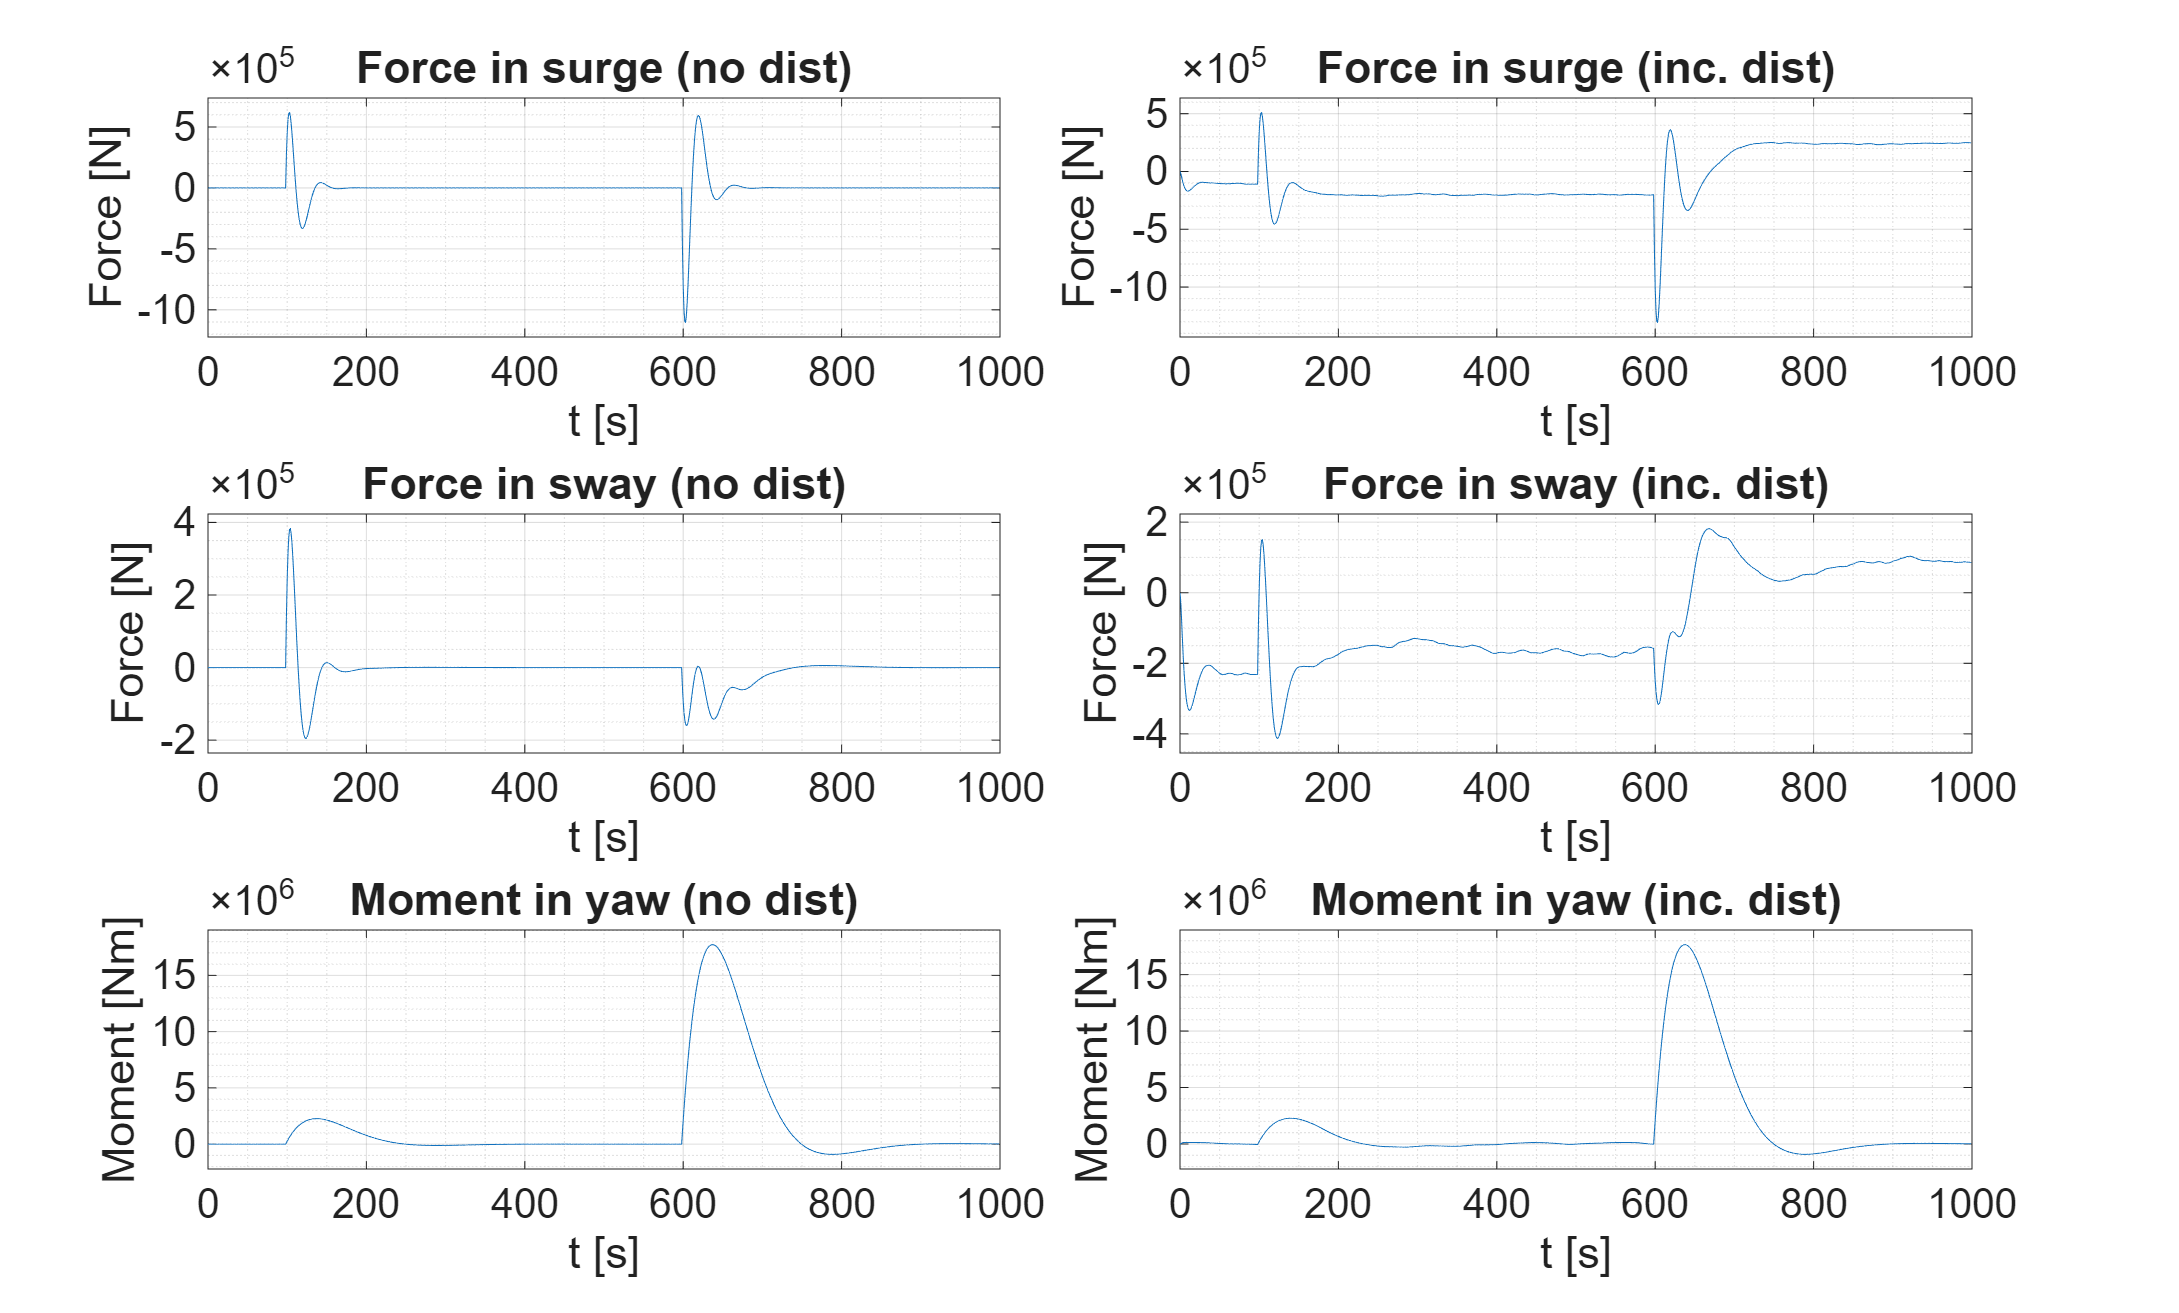 ×10^5 Force in surge (no dist)
Force [N]
5
0
-5
-10
0 200 400 600 800 1000
t [s]
×10^5 Force in surge (inc. dist)
Force [N]
5
0
-5
-10
0 200 400 600 800 1000
t [s]
×10^5 Force in sway (no dist)
Force [N]
4
2
0
-2
0 200 400 600 800 1000
t [s]
×10^5 Force in sway (inc. dist)
Force [N]
2
0
-2
-4
0 200 400 600 800 1000
t [s]
×10^6 Moment in yaw (no dist)
Moment [Nm]
15
10
5
0
0 200 400 600 800 1000
t [s]
×10^6 Moment in yaw (inc. dist)
Moment [Nm]
15
10
5
0
0 200 400 600 800 1000
t [s]